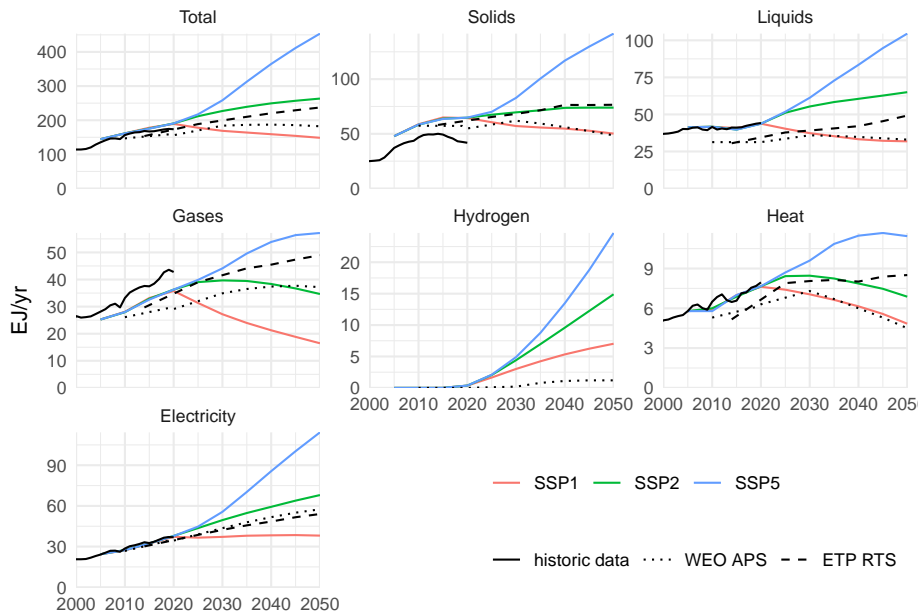 Total
Solids
Liquids
400
300
200
100
0
100
50
0
100
75
50
25
0
Gases
Hydrogen
Heat
EJ/yr
50
40
30
20
10
0
20
15
10
5
0
9
6
3
0
2000 2010 2020 2030 2040 2050
2000 2010 2020 2030 2040 205
Electricity
90
60
30
0
2000 2010 2020 2030 2040 2050
SSP1 SSP2 SSP5
historic data WEO APS ETP RTS